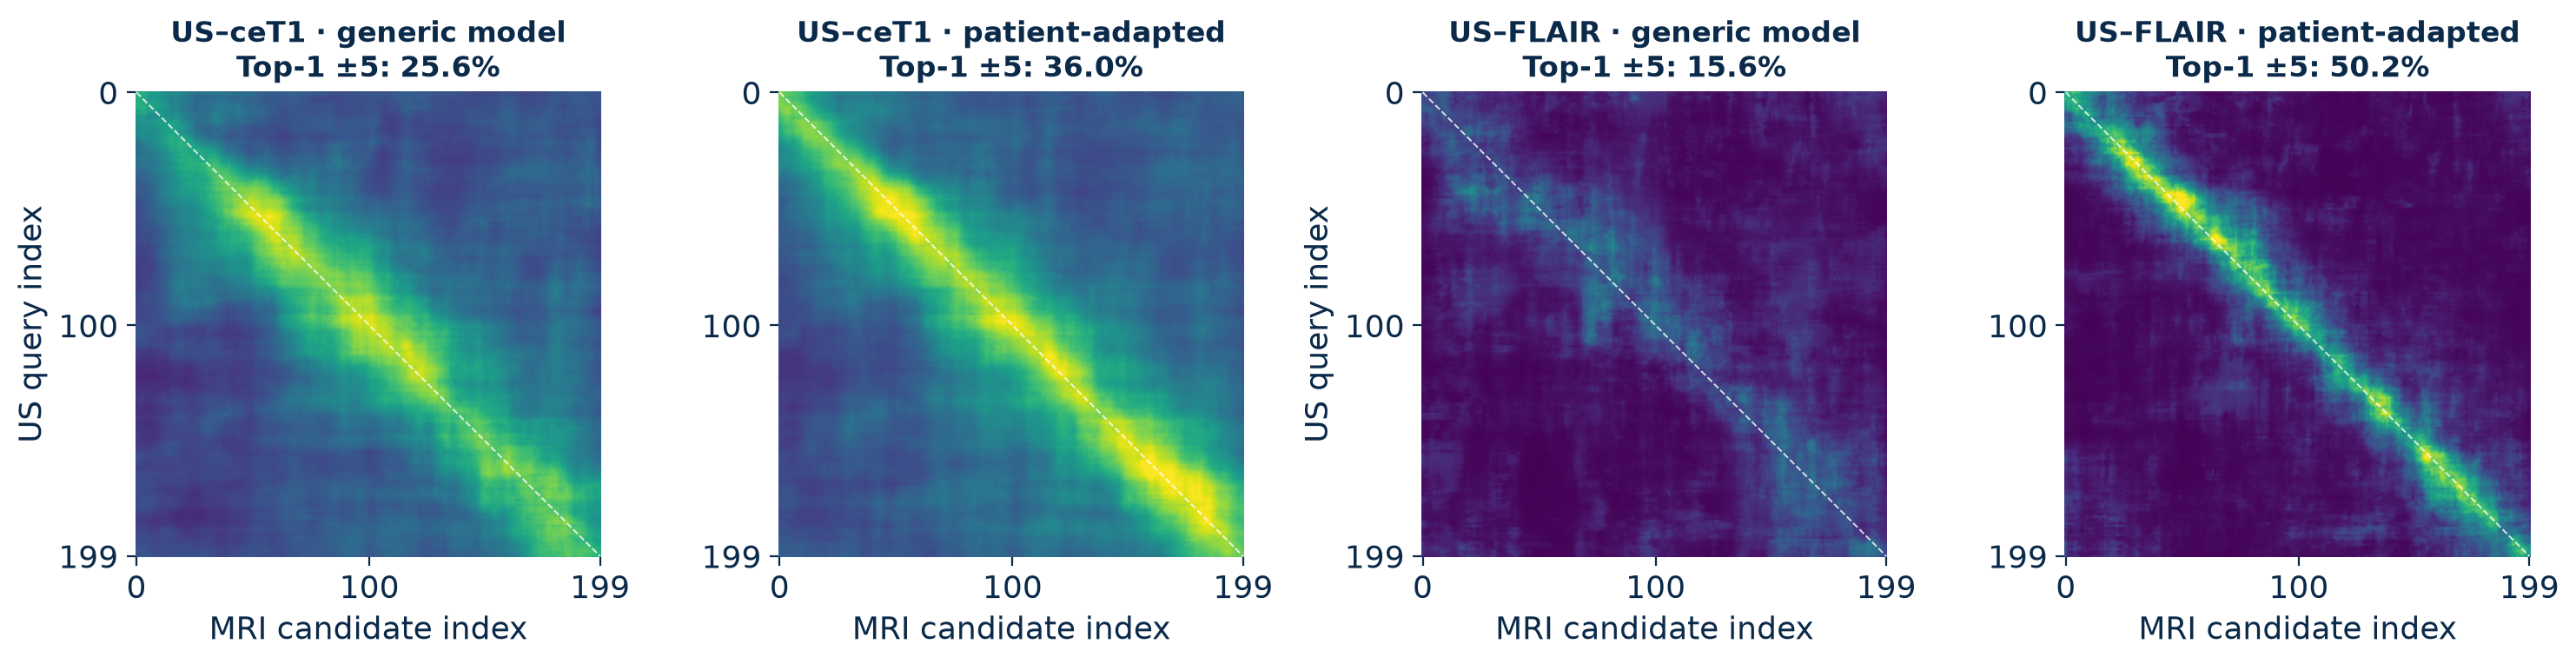 US–ceT1 · generic model
Top-1 ±5: 25.6%
US query index
0
100
199
0
100
199
MRI candidate index
US–ceT1 · patient-adapted
Top-1 ±5: 36.0%
0
100
199
0
100
199
MRI candidate index
US–FLAIR · generic model
Top-1 ±5: 15.6%
US query index
0
100
199
0
100
199
MRI candidate index
US–FLAIR · patient-adapted
Top-1 ±5: 50.2%
0
100
199
0
100
199
MRI candidate index